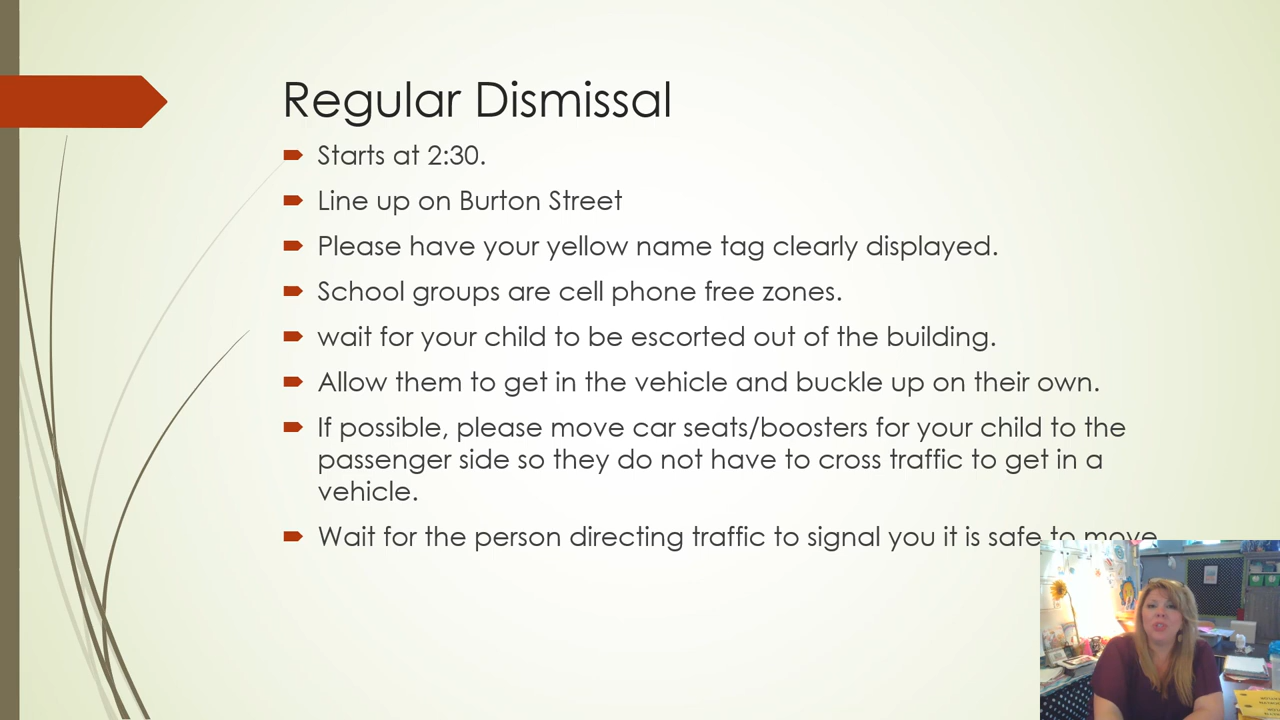 Regular Dismissal
Starts at 2:30.
Line up on Burton Street
Please have your yellow name tag clearly displayed.
School groups are cell phone free zones.
wait for your child to be escorted out of the building.
Allow them to get in the vehicle and buckle up on their own.
If possible, please move car seats/boosters for your child to the
passenger side so they do not have to cross traffic to get in a
vehicle.
Wait for the person directing traffic to signal you it is safe to move